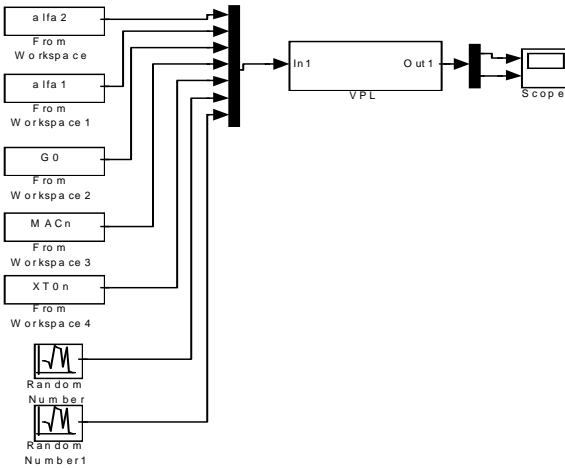 alfa2
From
Workspace
alfa1
From
Workspace1
G0
From
Workspace2
MACn
From
Workspace3
XT0n
From
Workspace4
Random
Number
Random
Number1
In1
Out1
VPL
Scope